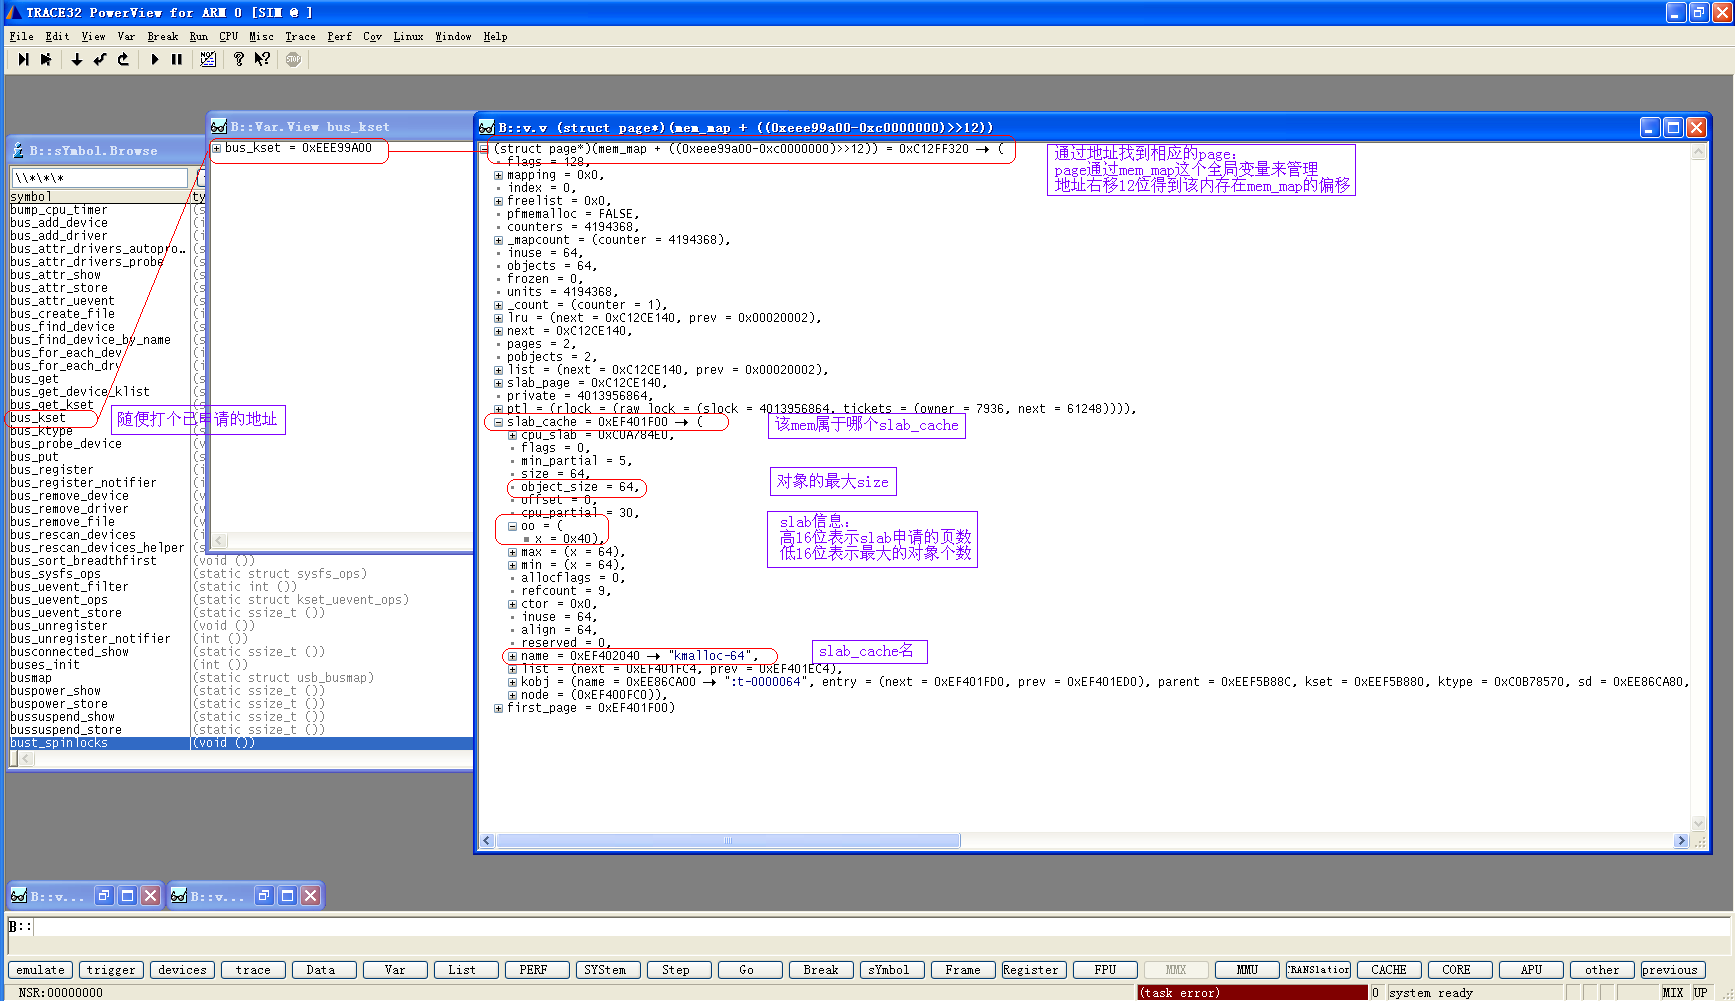 TRACE32 PowerView for ARM 0 [SIM @ ]
File Edit View Var Break Run CPU Misc Trace Perf Cov Linux Window Help
B::Var.View bus_kset
bus_kset = 0xEEE99A00
B::sYmbol.Browse
\\*\*\*
symbol
bump_cpu_timer
bus_add_device
bus_add_driver
bus_attr_drivers_autopro..
bus_attr_drivers_probe
bus_attr_show
bus_attr_store
bus_attr_uevent
bus_create_file
bus_find_device
bus_find_device_by_name
bus_for_each_dev
bus_for_each_drv
bus_get
bus_get_device_klist
bus_get_kset
bus_kset
bus_ktype
bus_probe_device
bus_put
bus_register
bus_register_notifier
bus_remove_device
bus_remove_driver
bus_remove_file
bus_rescan_devices
bus_rescan_devices_helper
bus_sort_breadthfirst (void ())
bus_sysfs_ops (static struct sysfs_ops)
bus_uevent_filter (static int ())
bus_uevent_ops (static struct kset_uevent_ops)
bus_uevent_store (static ssize_t ())
bus_unregister (void ())
bus_unregister_notifier (int ())
busconnected_show (static ssize_t ())
buses_init (int ())
busmap (static struct usb_busmap)
buspower_show (static ssize_t ())
buspower_store (static ssize_t ())
bussuspend_show (static ssize_t ())
bussuspend_store (static ssize_t ())
bust_spinlocks (void ())
随便打个已申请的地址
B::v.v (struct page*)(mem_map + ((0xeee99a00-0xc0000000)>>12))
(struct page*)(mem_map + ((0xeee99a00-0xc0000000)>>12)) = 0xC12FF320 → (
flags = 128,
mapping = 0x0,
index = 0,
freelist = 0x0,
pfmemalloc = FALSE,
counters = 4194368,
_mapcount = (counter = 4194368),
inuse = 64,
objects = 64,
frozen = 0,
units = 4194368,
_count = (counter = 1),
lru = (next = 0xC12CE140, prev = 0x00020002),
next = 0xC12CE140,
pages = 2,
pobjects = 2,
list = (next = 0xC12CE140, prev = 0x00020002),
slab_page = 0xC12CE140,
private = 4013956864,
ptl = (rlock = (raw_lock = (slock = 4013956864, tickets = (owner = 7936, next = 61248)))),
slab_cache = 0xEF401F00 → (
cpu_slab = 0xC0A784E0,
flags = 0,
min_partial = 5,
size = 64,
object_size = 64,
offset = 0,
cpu_partial = 30,
oo = (
x = 0x40),
max = (x = 64),
min = (x = 64),
allocflags = 0,
refcount = 9,
ctor = 0x0,
inuse = 64,
align = 64,
reserved = 0,
name = 0xEF402040 → "kmalloc-64",
list = (next = 0xEF401FC4, prev = 0xEF401EC4),
kobj = (name = 0xEE86CA00 → ":t-0000064", entry = (next = 0xEF401FD0, prev = 0xEF401ED0), parent = 0xEEF5B88C, kset = 0xEEF5B880, ktype = 0xC0B78570, sd = 0xEE86CA80,
node = (0xEF400FC0)),
first_page = 0xEF401F00)
通过地址找到相应的page:
page通过mem_map这个全局变量来管理
地址右移12位得到该内存在mem_map的偏移
该mem属于哪个slab_cache
对象的最大size
slab信息:
高16位表示slab申请的页数
低16位表示最大的对象个数
slab_cache名
B::v... B::v...
B::
emulate trigger devices trace Data Var List PERF SYStem Step Go Break sYmbol Frame Register FPU MMX MMU TRANSlation CACHE CORE APU other previous
NSR:00000000 (task error) 0 system ready MIX UP